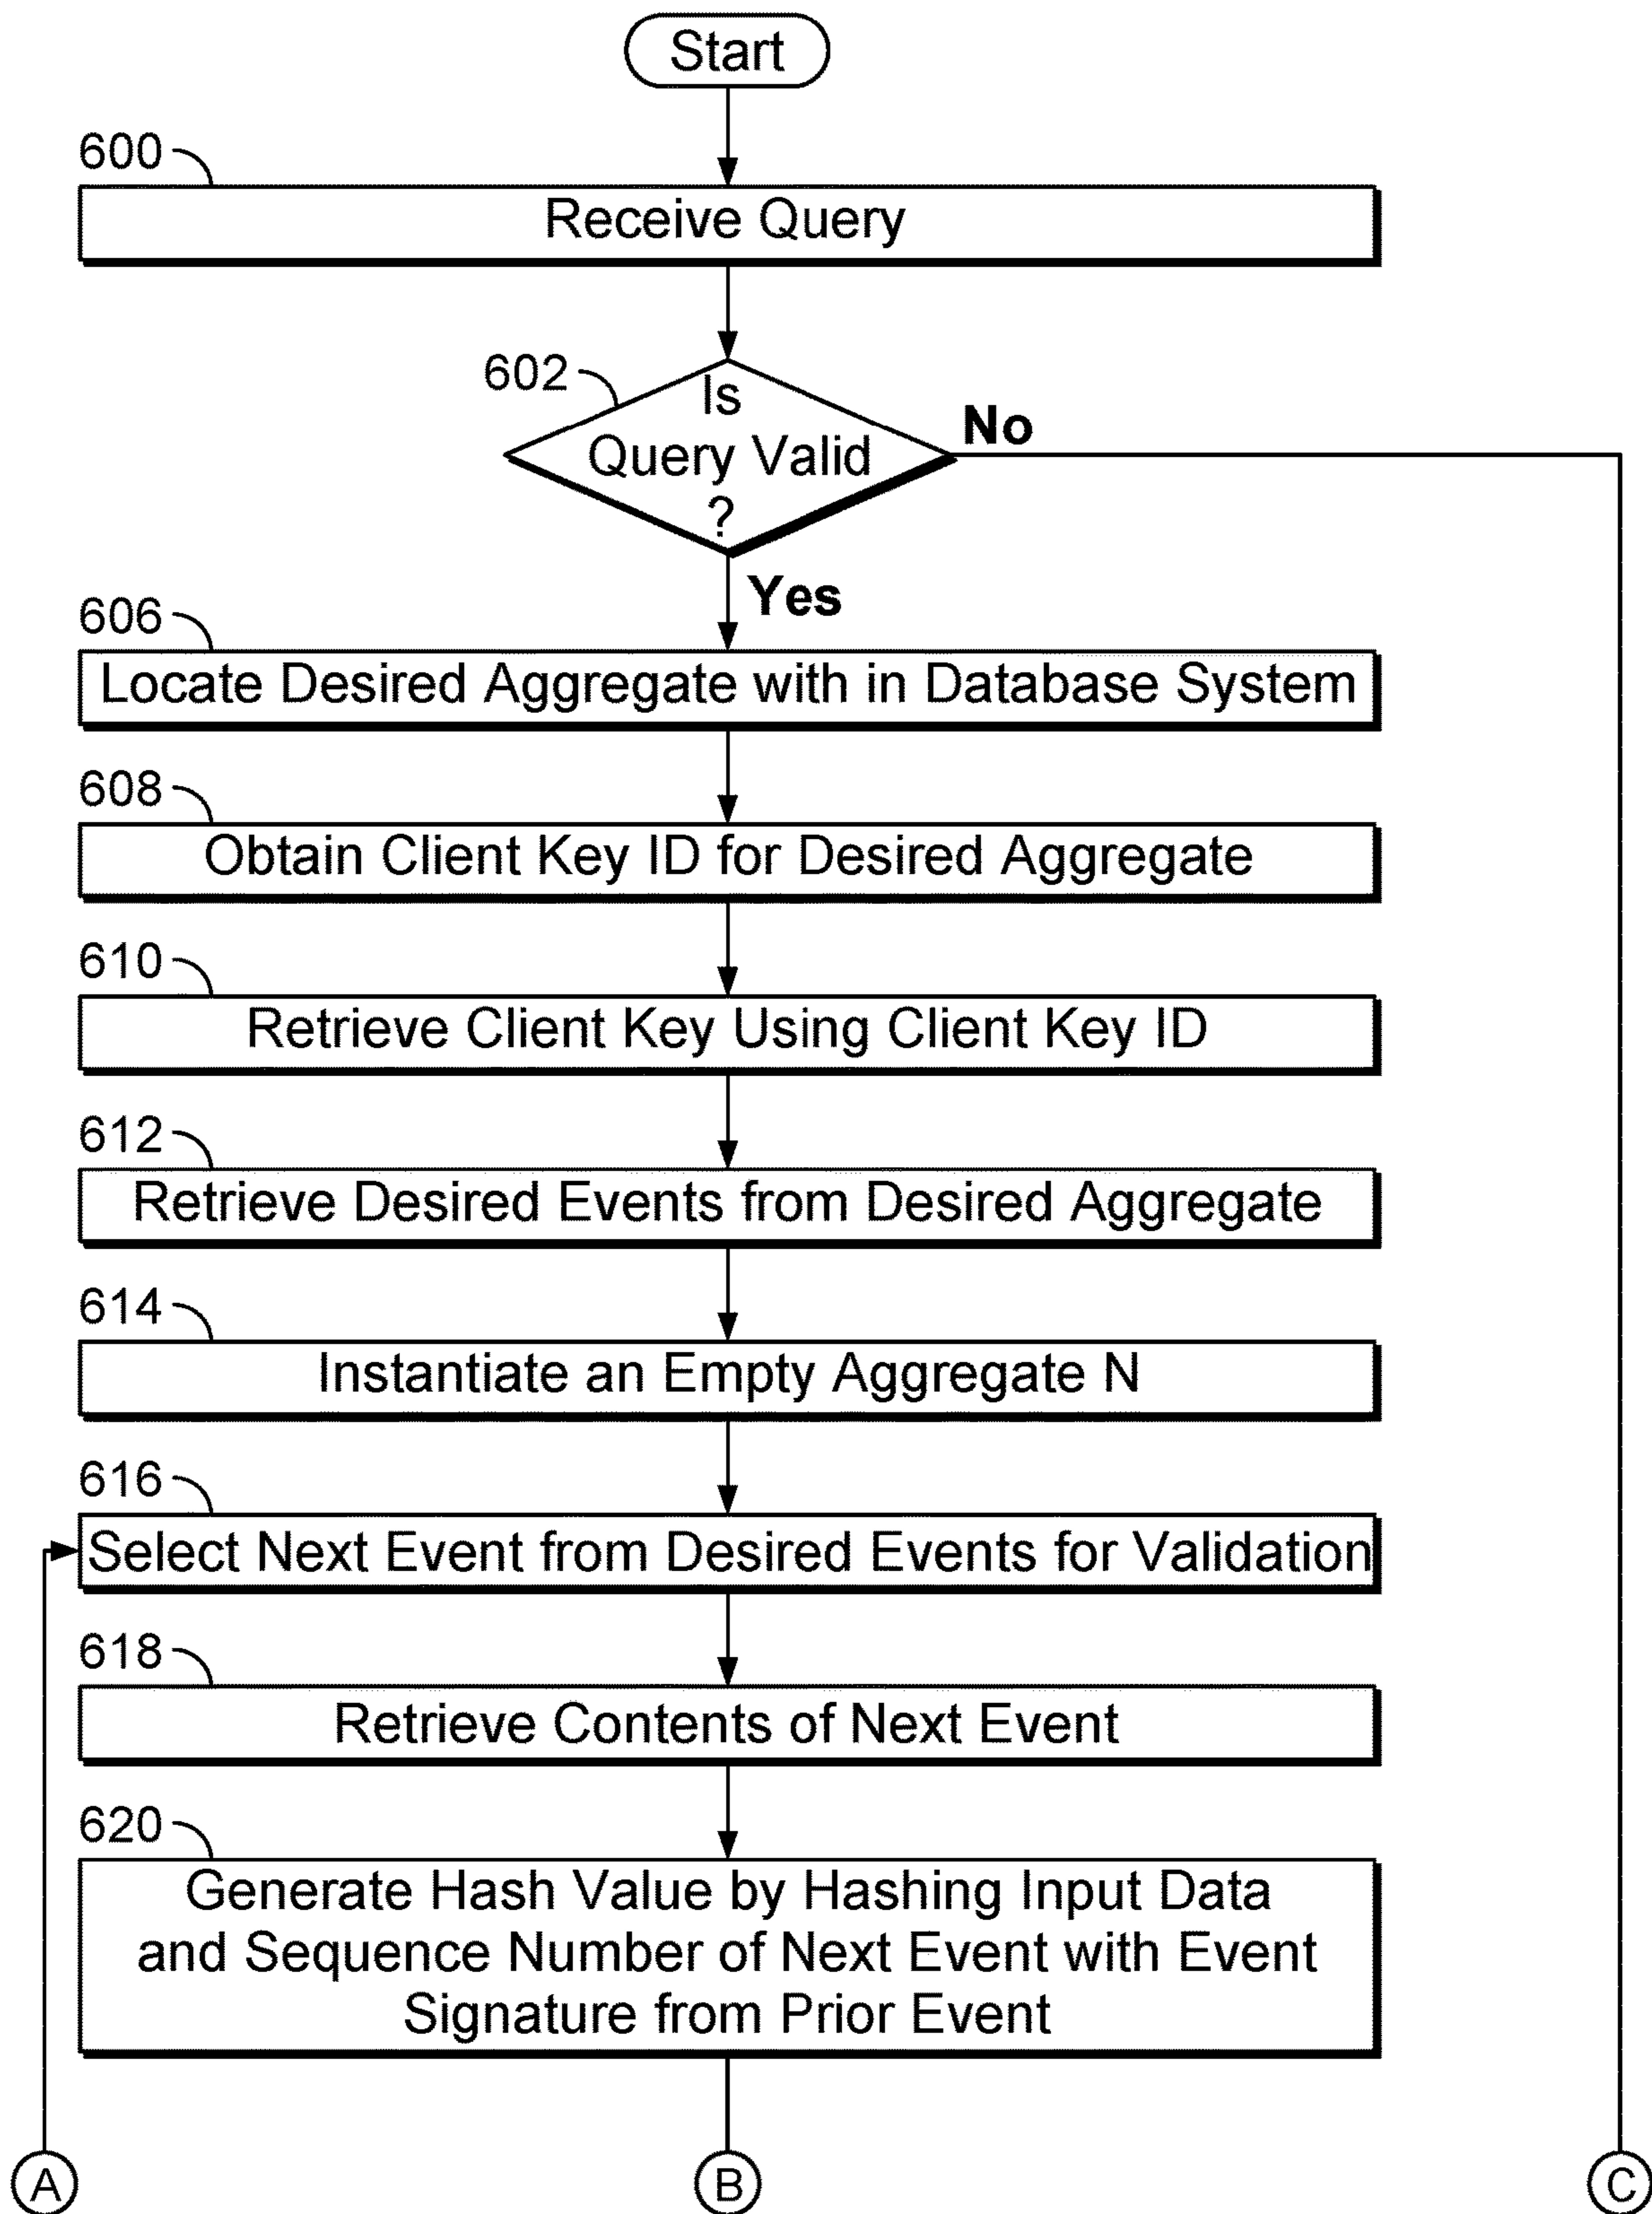 Start
600
Receive Query
602
Is
Query Valid
?
No
Yes
606
Locate Desired Aggregate with in Database System
608
Obtain Client Key ID for Desired Aggregate
610
Retrieve Client Key Using Client Key ID
612
Retrieve Desired Events from Desired Aggregate
614
Instantiate an Empty Aggregate N
616
Select Next Event from Desired Events for Validation
618
Retrieve Contents of Next Event
620
Generate Hash Value by Hashing Input Data
and Sequence Number of Next Event with Event
Signature from Prior Event
A
B
C